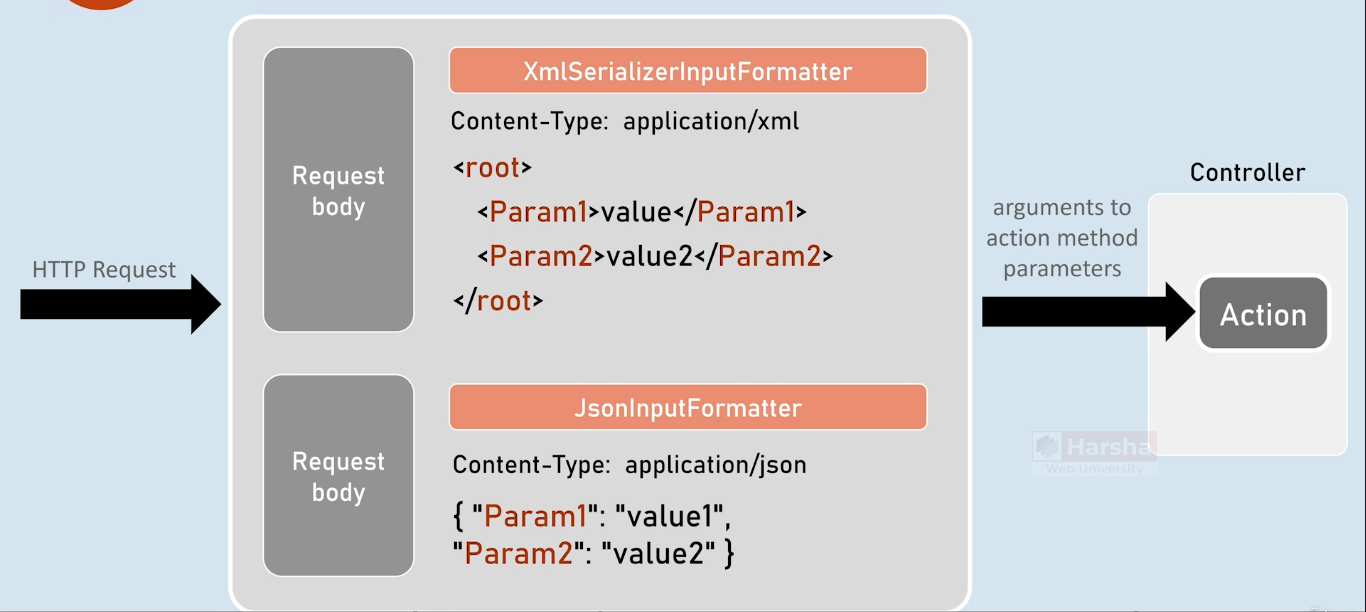 HTTP Request
Request
body
XmlSerializerInputFormatter
Content-Type: application/xml
<root>
<Param1>value</Param1>
<Param2>value2</Param2>
</root>
Request
body
JsonInputFormatter
Content-Type: application/json
{ "Param1": "value1",
"Param2": "value2" }
arguments to
action method
parameters
Controller
Action
Harsha
Web University